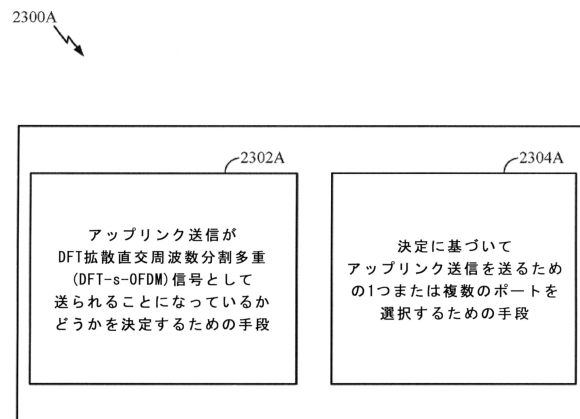 2300A
2302A
アップリンク送信が
DFT拡散直交周波数分割多重
(DFT-s-OFDM)信号として
送られることになっているか
どうかを決定するための手段
2304A
決定に基づいて
アップリンク送信を送るため
の1つまたは複数のポートを
選択するための手段